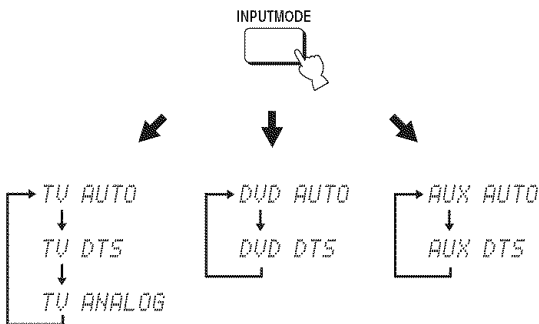 INPUTMODE
TV AUTO
TV DTS
TV ANALOG
DVD AUTO
DVD DTS
AUX AUTO
AUX DTS